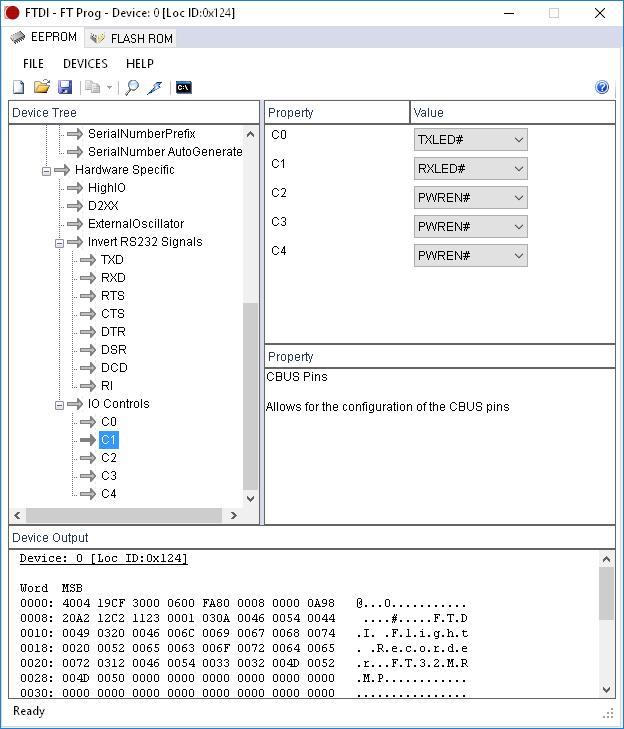 FTDI - FT Prog - Device: 0 [Loc ID:0x124]
EEPROM FLASH ROM
FILE DEVICES HELP
C:\
Device Tree
SerialNumberPrefix
SerialNumber AutoGenerate
Hardware Specific
HighIO
D2XX
ExternalOscillator
Invert RS232 Signals
TXD
RXD
RTS
CTS
DTR
DSR
DCD
RI
IO Controls
C0
C1
C2
C3
C4
Property Value
C0 TXLED#
C1 RXLED#
C2 PWREN#
C3 PWREN#
C4 PWREN#
Property
CBUS Pins
Allows for the configuration of the CBUS pins
Device Output
Device: 0 [Loc ID:0x124]
Word MSB
0000: 4004 19CF 3000 0600 FA80 0008 0000 0A98 @...0...........
0008: 20A2 12C2 1123 0001 030A 0046 0054 0044 ....#.....F.T.D
0010: 0049 0320 0046 006C 0069 0067 0068 0074 .I. .F.l.i.g.h.t
0018: 0020 0052 0065 0063 006F 0072 0064 0065 . .R.e.c.o.r.d.e
0020: 0072 0312 0046 0054 0033 0032 004D 0052 .r...F.T.3.2.M.R
0028: 004D 0050 0000 0000 0000 0000 0000 0000 .M.P............
0030: 0000 0000 0000 0000 0000 0000 0000 0000 ................
Ready